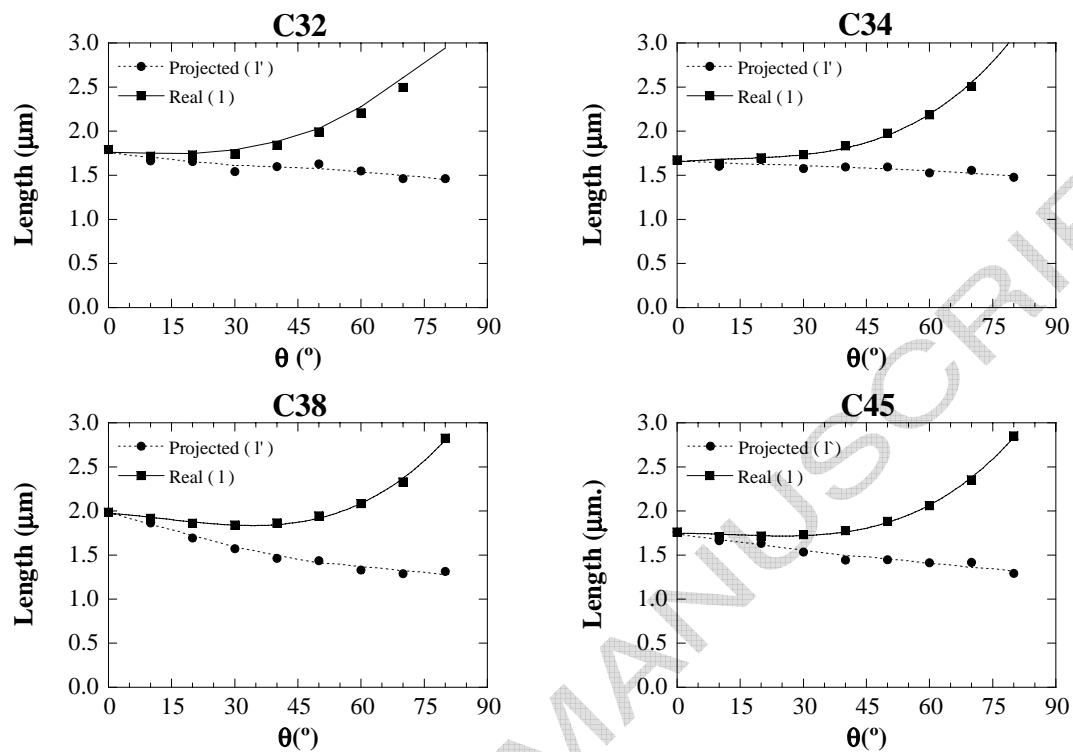 C32
3.0
2.5
2.0
1.5
1.0
0.5
0.0
Length (μm)
Projected ( l' )
Real ( l )
0 15 30 45 60 75 90
θ (º)
C34
3.0
2.5
2.0
1.5
1.0
0.5
0.0
Length (μm)
Projected ( l' )
Real ( l )
0 15 30 45 60 75 90
θ(º)
C38
3.0
2.5
2.0
1.5
1.0
0.5
0.0
Length (μm)
Projected ( l' )
Real ( l )
0 15 30 45 60 75 90
θ(º)
C45
3.0
2.5
2.0
1.5
1.0
0.5
0.0
Length (μm.)
Projected ( l' )
Real ( l )
0 15 30 45 60 75 90
θ(º)
MANUSCRIP